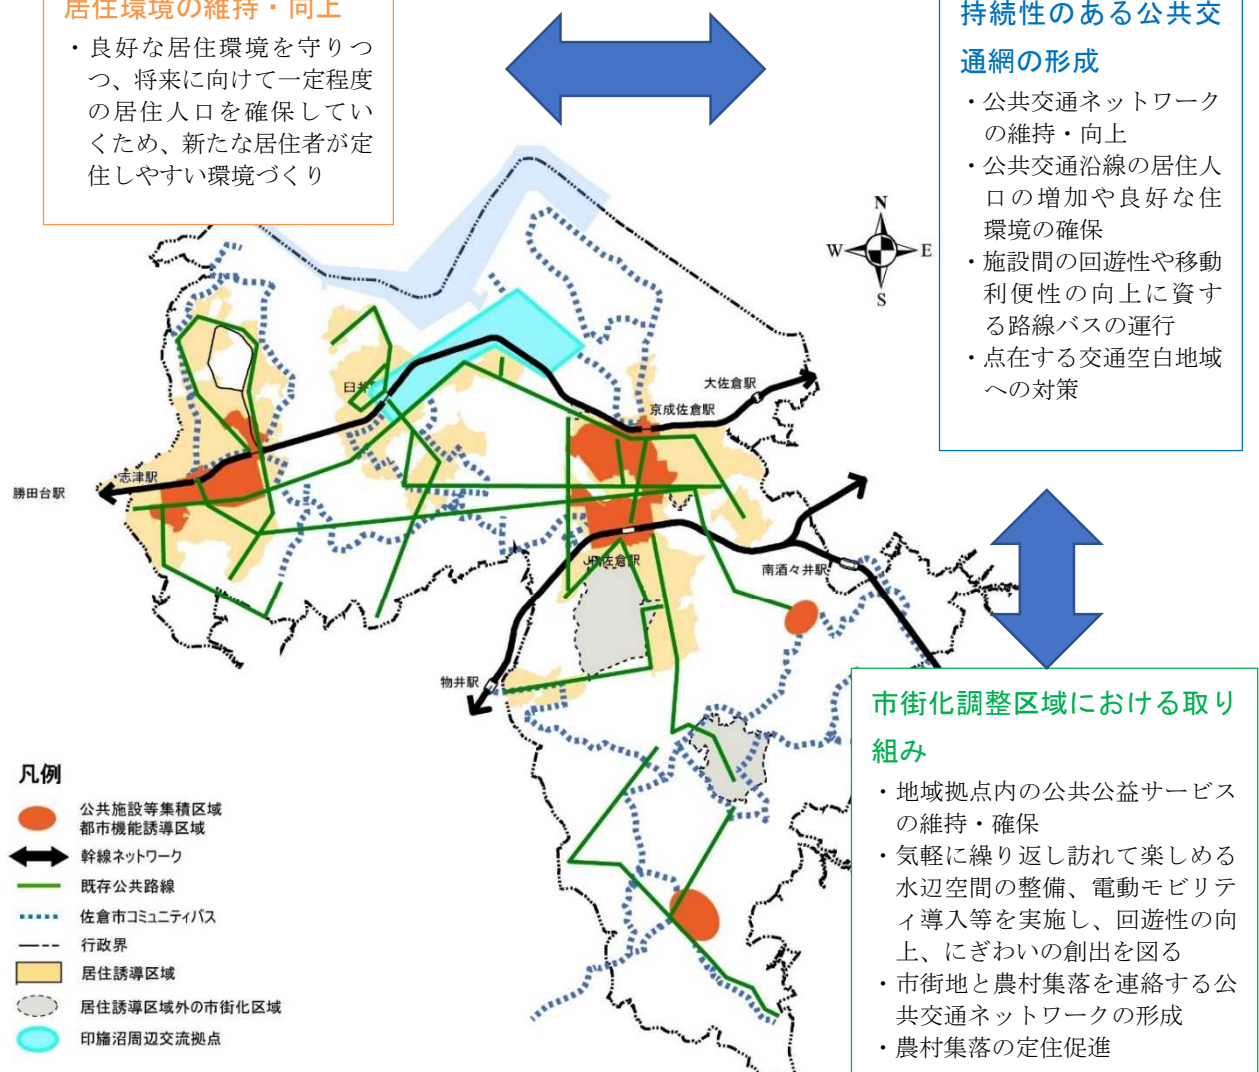 居住環境の維持・向上
・良好な居住環境を守りつ
つ、将来に向けて一定程度
の居住人口を確保してい
くため、新たな居住者が定
住しやすい環境づくり
持続性のある公共交
通網の形成
・公共交通ネットワーク
の維持・向上
・公共交通沿線の居住人
口の増加や良好な住
環境の確保
・施設間の回遊性や移動
利便性の向上に資す
る路線バスの運行
・点在する交通空白地域
への対策
N
W
E
S
臼井
大佐倉駅
京成佐倉駅
志津駅
勝田台駅
JR佐倉駅
南酒々井駅
物井駅
市街化調整区域における取り
組み
・地域拠点内の公共公益サービス
の維持・確保
・気軽に繰り返し訪れて楽しめる
水辺空間の整備、電動モビリテ
ィ導入等を実施し、回遊性の向
上、にぎわいの創出を図る
・市街地と農村集落を連絡する公
共交通ネットワークの形成
・農村集落の定住促進
凡例
公共施設等集積区域
都市機能誘導区域
幹線ネットワーク
既存公共路線
佐倉市コミュニティバス
行政界
居住誘導区域
居住誘導区域外の市街化区域
印旛沼周辺交流拠点